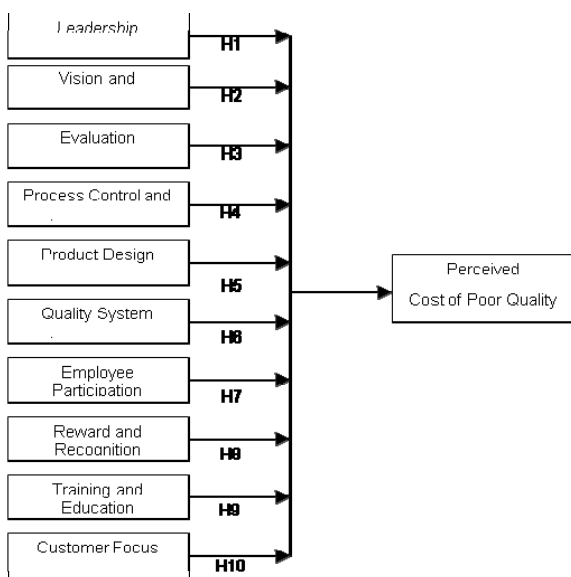 Leadership
H1
Vision and
H2
Evaluation
H3
Process Control and
H4
Product Design
H5
Quality System
H6
Employee
Participation
H7
Reward and
Recognition
H8
Training and
Education
H9
Customer Focus
H10
Perceived
Cost of Poor Quality